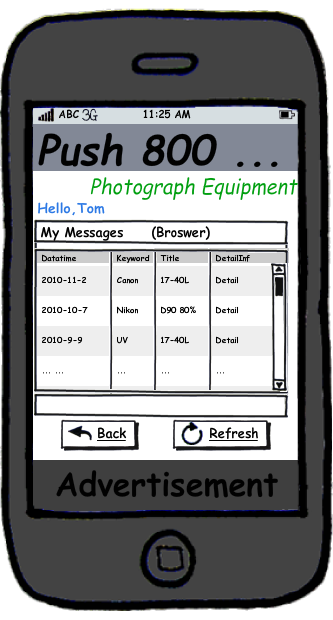 ABC 3G 11:25 AM
Push 800 ...
Photograph Equipment
Hello,Tom
My Messages (Broswer)
Datatime Keyword Title DetailInf
2010-11-2 Canon 17-40L Detail
2010-10-7 Nikon D90 80% Detail
2010-9-9 UV 17-40L Detail
... ... ... ... ...
Back Refresh
Advertisement